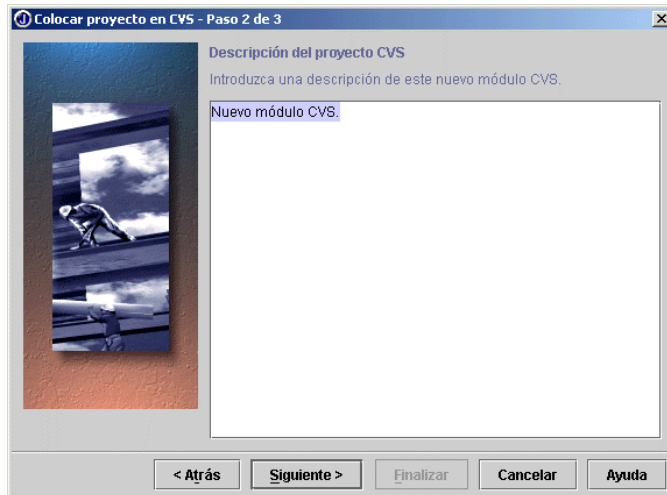 Colocar proyecto en CVS - Paso 2 de 3
Descripción del proyecto CVS
Introduzca una descripción de este nuevo módulo CVS.
Nuevo módulo CVS.
< Atrás
Siguiente >
Finalizar
Cancelar
Ayuda